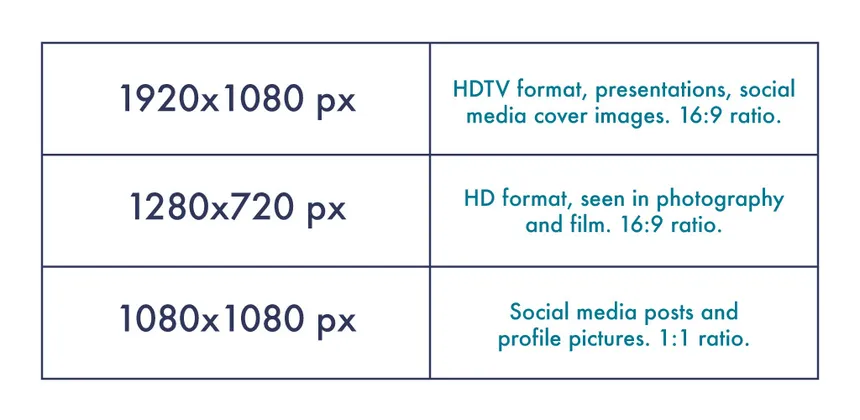 1920x1080 px
HDTV format, presentations, social
media cover images. 16:9 ratio.
1280x720 px
HD format, seen in photography
and film. 16:9 ratio.
1080x1080 px
Social media posts and
profile pictures. 1:1 ratio.